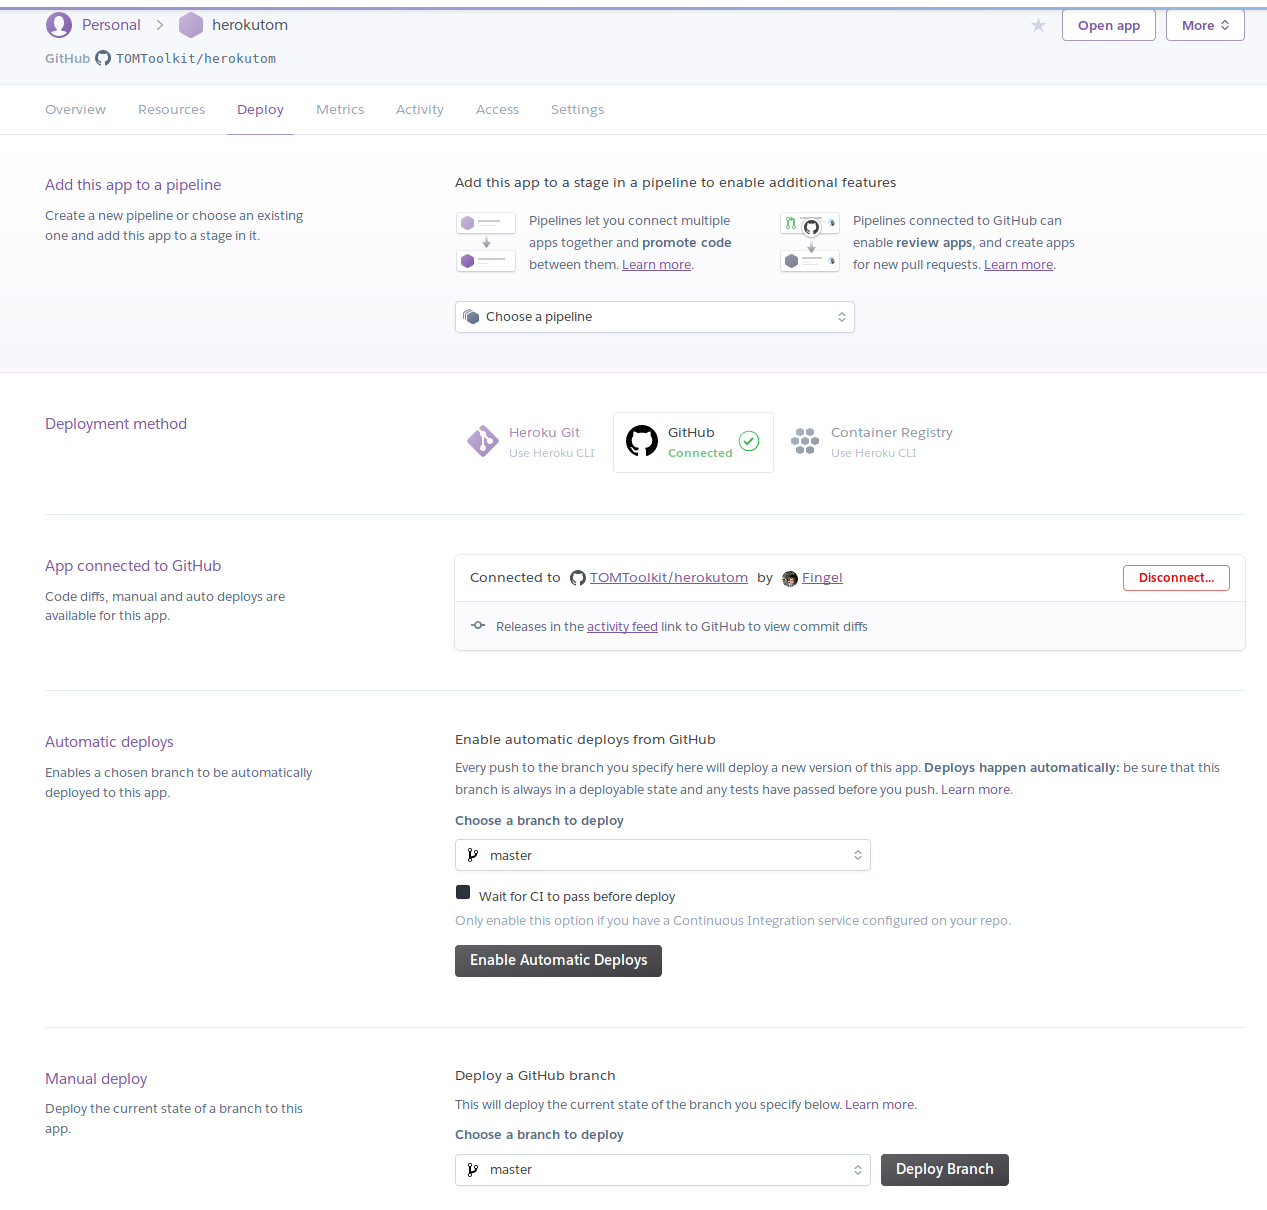 Personal > herokutom
Open app
More
GitHub TOMToolkit/herokutom
Overview Resources Deploy Metrics Activity Access Settings
Add this app to a pipeline
Create a new pipeline or choose an existing
one and add this app to a stage in it.
Add this app to a stage in a pipeline to enable additional features
Pipelines let you connect multiple
apps together and promote code
between them. Learn more.
Pipelines connected to GitHub can
enable review apps, and create apps
for new pull requests. Learn more.
Choose a pipeline
Deployment method
Heroku Git
Use Heroku CLI
GitHub
Connected
Container Registry
Use Heroku CLI
App connected to GitHub
Code diffs, manual and auto deploys are
available for this app.
Connected to TOMToolkit/herokutom by Fingel
Disconnect...
Releases in the activity feed link to GitHub to view commit diffs
Automatic deploys
Enables a chosen branch to be automatically
deployed to this app.
Enable automatic deploys from GitHub
Every push to the branch you specify here will deploy a new version of this app. Deploys happen automatically: be sure that this
branch is always in a deployable state and any tests have passed before you push. Learn more.
Choose a branch to deploy
master
Wait for CI to pass before deploy
Only enable this option if you have a Continuous Integration service configured on your repo.
Enable Automatic Deploys
Manual deploy
Deploy the current state of a branch to this
app.
Deploy a GitHub branch
This will deploy the current state of the branch you specify below. Learn more.
Choose a branch to deploy
master
Deploy Branch